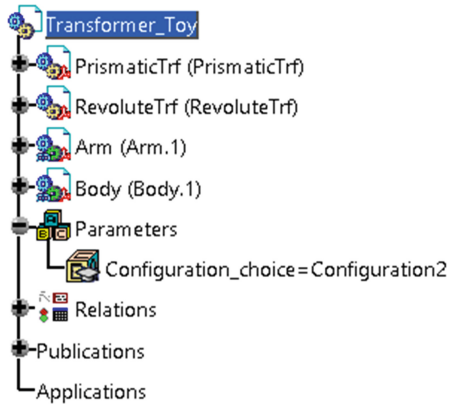 Transformer_Toy
PrismaticTrf (PrismaticTrf)
RevoluteTrf (RevoluteTrf)
Arm (Arm.1)
Body (Body.1)
Parameters
Configuration_choice=Configuration2
Relations
Publications
Applications